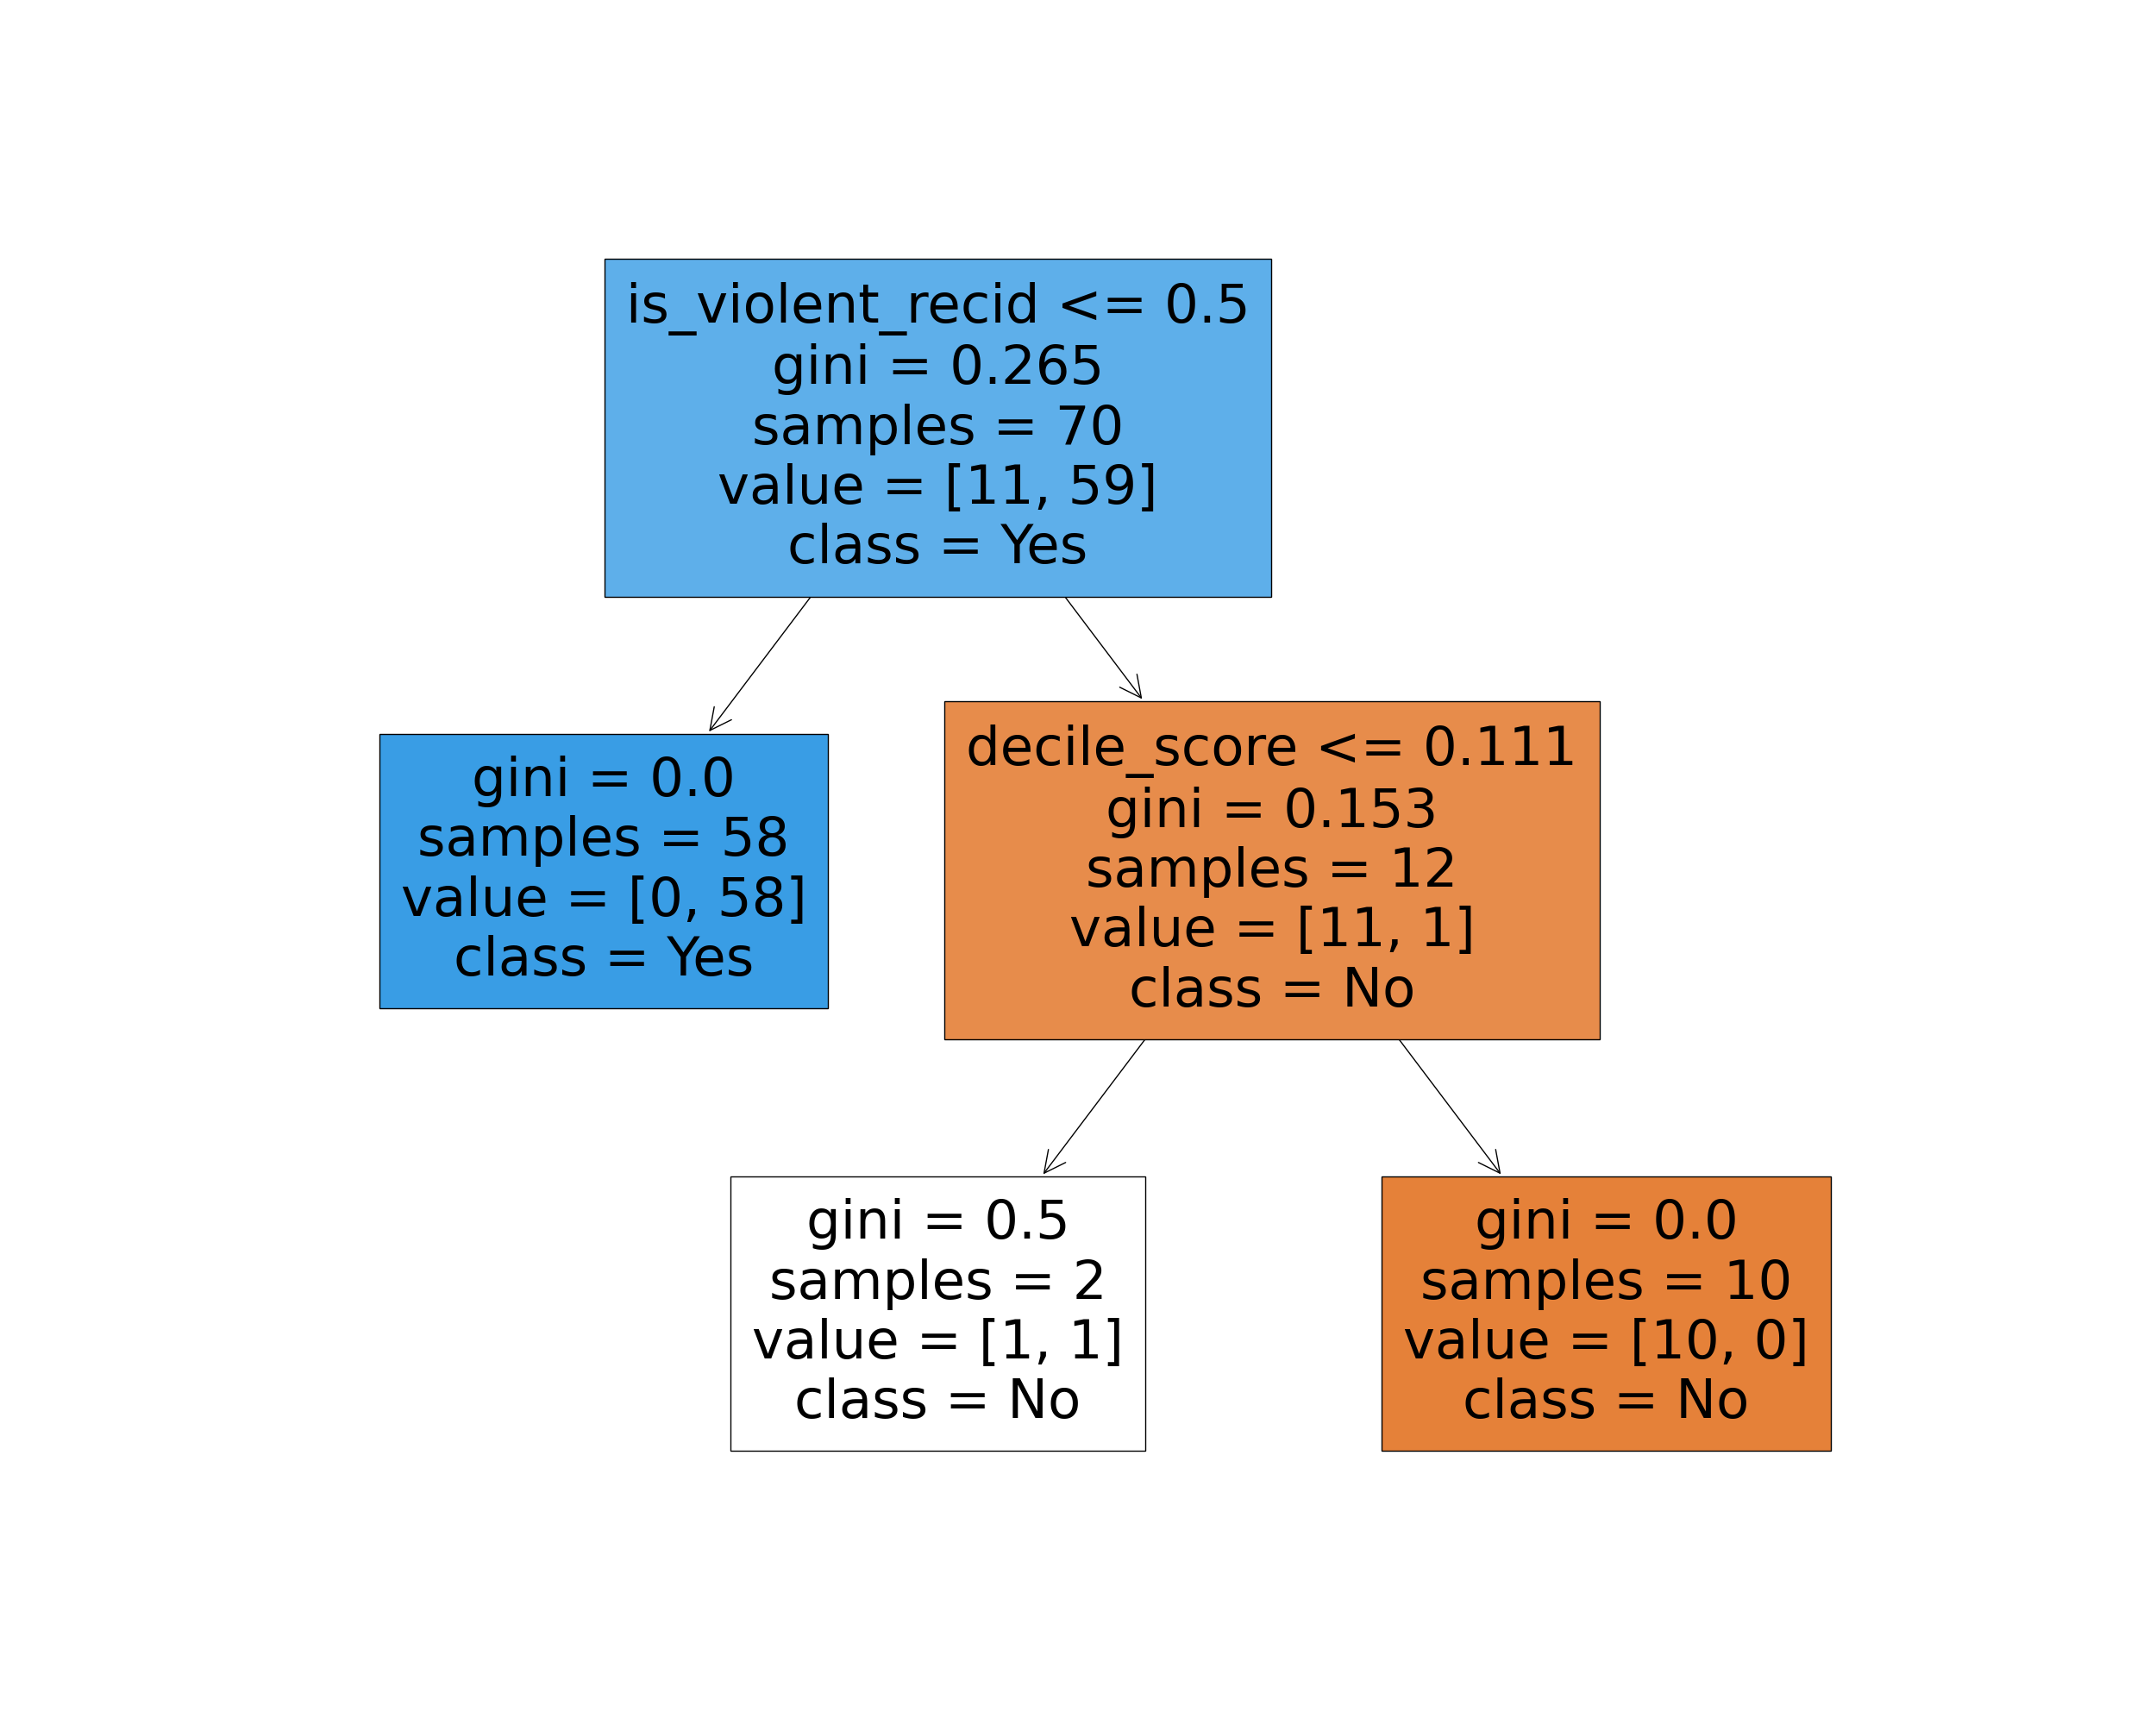 is_violent_recid <= 0.5
gini = 0.265
samples = 70
value = [11, 59]
class = Yes
gini = 0.0
samples = 58
value = [0, 58]
class = Yes
decile_score <= 0.111
gini = 0.153
samples = 12
value = [11, 1]
class = No
gini = 0.5
samples = 2
value = [1, 1]
class = No
gini = 0.0
samples = 10
value = [10, 0]
class = No